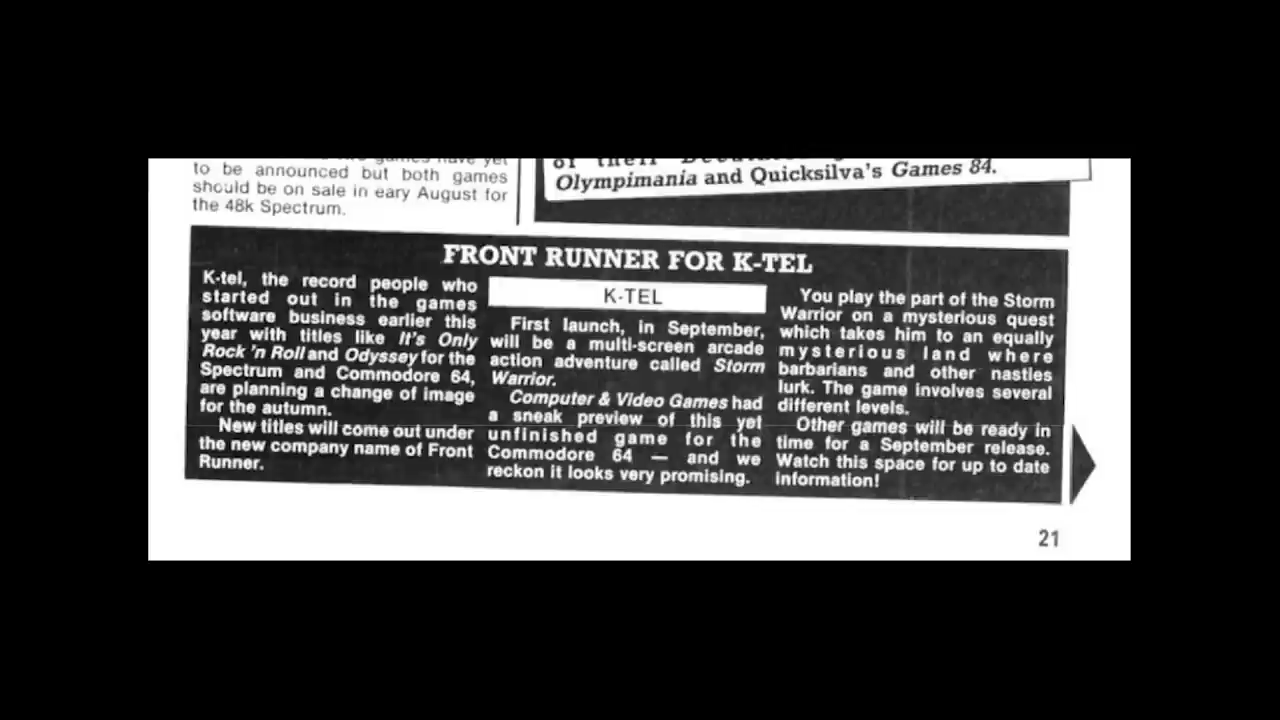 games have yet
to be announced but both games
should be on sale in eary August for
the 48k Spectrum.
of their
Olympimania and Quicksilva's Games 84.
FRONT RUNNER FOR K-TEL
K-tel, the record people who
started out in the games
software business earlier this
year with titles like It's Only
Rock 'n Roll and Odyssey for the
Spectrum and Commodore 64,
are planning a change of image
for the autumn.
New titles will come out under
the new company name of Front
Runner.
K-TEL
First launch, in September,
will be a multi-screen arcade
action adventure called Storm
Warrior.
Computer & Video Games had
a sneak preview of this yet
unfinished game for the
Commodore 64 — and we
reckon it looks very promising.
You play the part of the Storm
Warrior on a mysterious quest
which takes him to an equally
mysterious land where
barbarians and other nasties
lurk. The game involves several
different levels.
Other games will be ready in
time for a September release.
Watch this space for up to date
information!
21